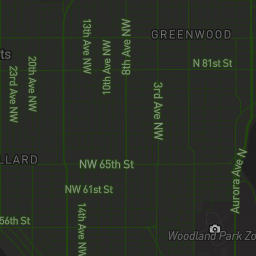 GREENWOOD
13th Ave NW
8th Ave NW
10th Ave NW
20th Ave NW
23rd Ave NW
N 81st St
3rd Ave NW
ts
LLARD
NW 65th St
NW 61st St
Aurora Ave N
14th Ave NW
56th St
Woodland Park Zo